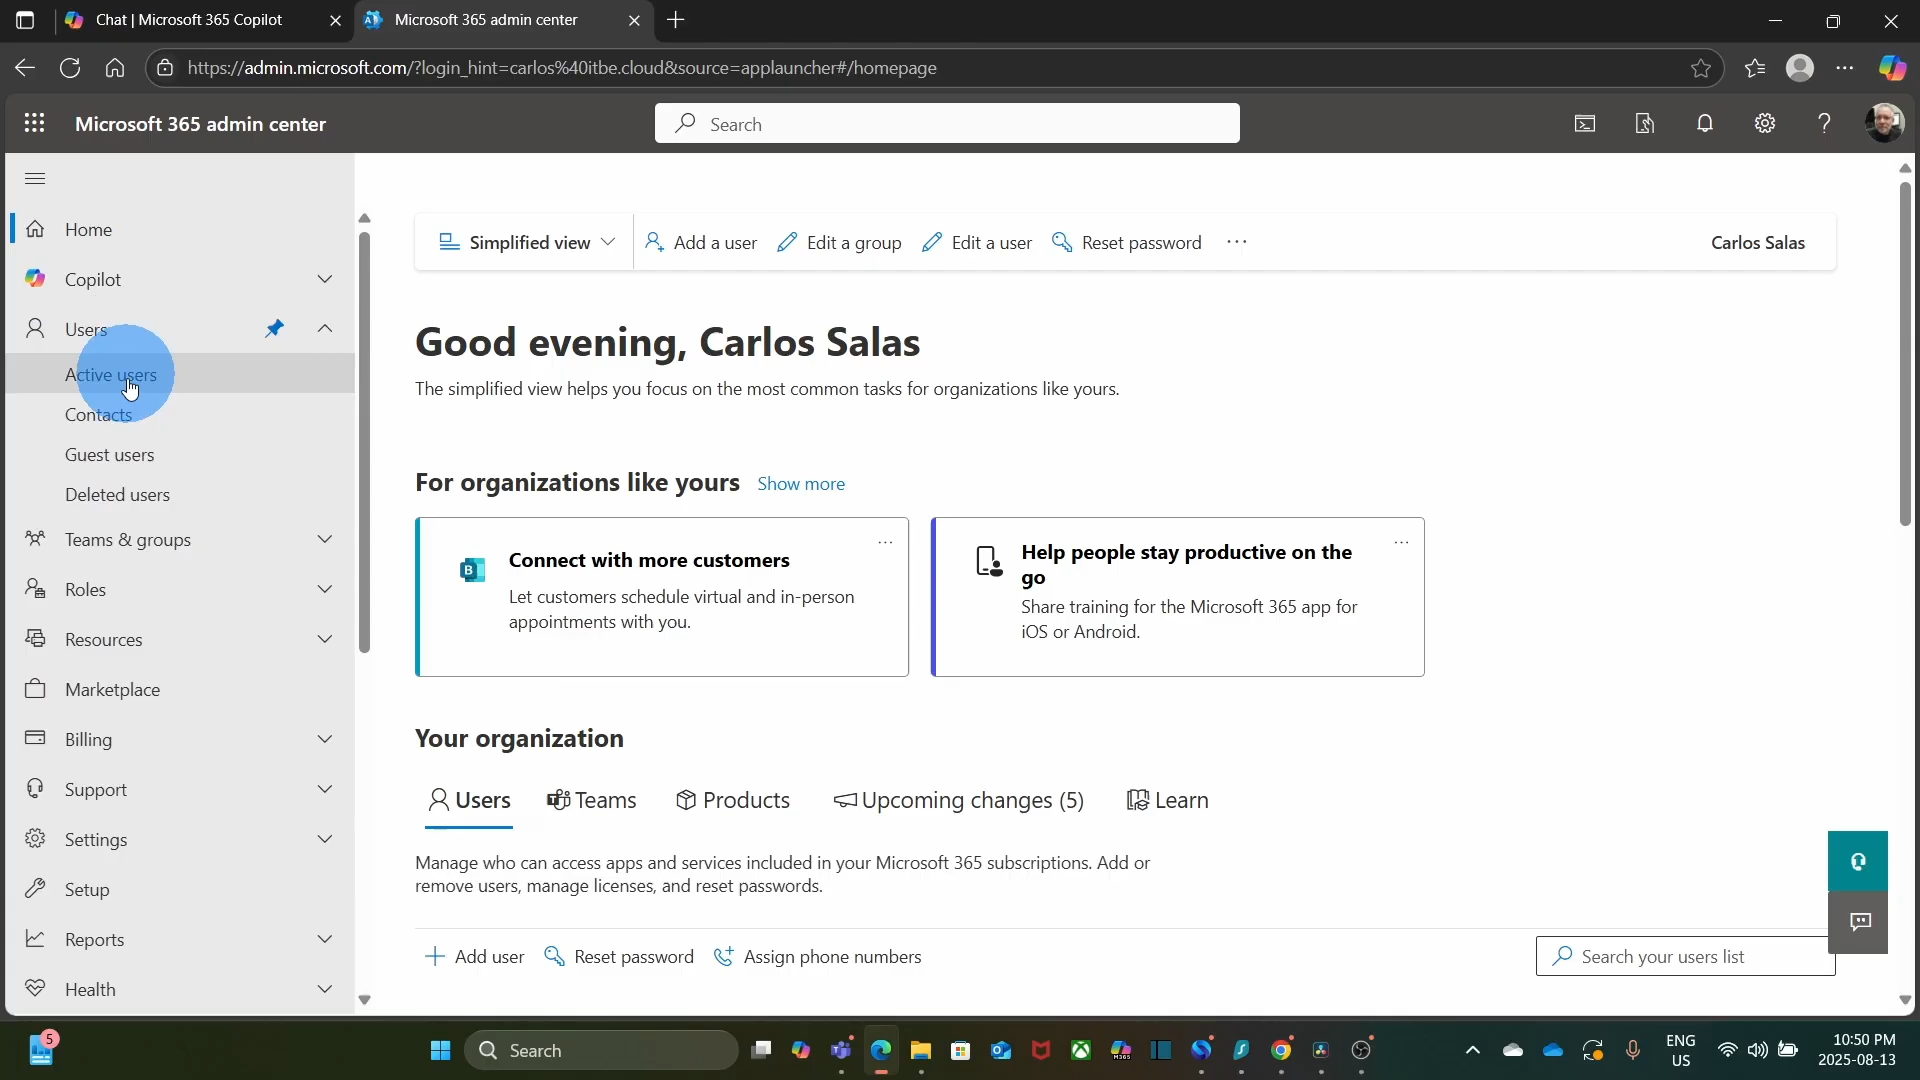 Chat | Microsoft 365 Copilot
Microsoft 365 admin center
https://admin.microsoft.com/?login_hint=carlos%40itbe.cloud&source=applauncher#/homepage
Microsoft 365 admin center
Search
Home
Copilot
Users
Active users
Contacts
Guest users
Deleted users
Teams & groups
Roles
Resources
Marketplace
Billing
Support
Settings
Setup
Reports
Health
Simplified view
Add a user
Edit a group
Edit a user
Reset password
Carlos Salas
Good evening, Carlos Salas
The simplified view helps you focus on the most common tasks for organizations like yours.
For organizations like yours
Show more
Connect with more customers
Let customers schedule virtual and in-person
appointments with you.
Help people stay productive on the
go
Share training for the Microsoft 365 app for
iOS or Android.
Your organization
Users
Teams
Products
Upcoming changes (5)
Learn
Manage who can access apps and services included in your Microsoft 365 subscriptions. Add or
remove users, manage licenses, and reset passwords.
Add user
Reset password
Assign phone numbers
Search your users list
5
Search
M365
ENG
US
10:50 PM
2025-08-13